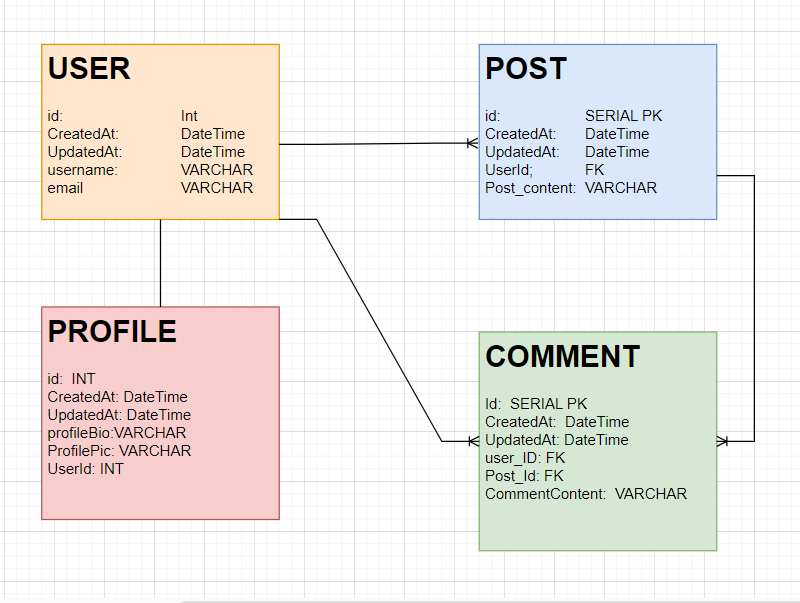 USER
id: Int
CreatedAt: DateTime
UpdatedAt: DateTime
username: VARCHAR
email VARCHAR
POST
id: SERIAL PK
CreatedAt: DateTime
UpdatedAt: DateTime
UserId; FK
Post_content: VARCHAR
PROFILE
id: INT
CreatedAt: DateTime
UpdatedAt: DateTime
profileBio:VARCHAR
ProfilePic: VARCHAR
UserId: INT
COMMENT
Id: SERIAL PK
CreatedAt: DateTime
UpdatedAt: DateTime
user_ID: FK
Post_Id: FK
CommentContent: VARCHAR